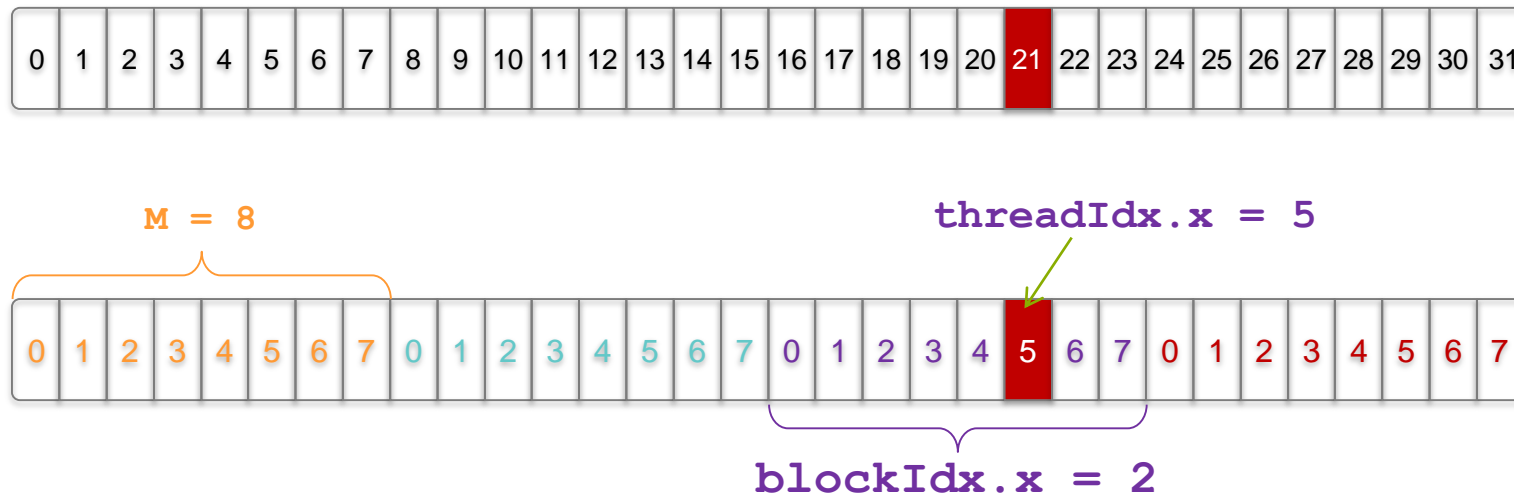 0 1 2 3 4 5 6 7 8 9 10 11 12 13 14 15 16 17 18 19 20 21 22 23 24 25 26 27 28 29 30 31
M = 8
threadIdx.x = 5
0 1 2 3 4 5 6 7 0 1 2 3 4 5 6 7 0 1 2 3 4 5 6 7 0 1 2 3 4 5 6 7
blockIdx.x = 2